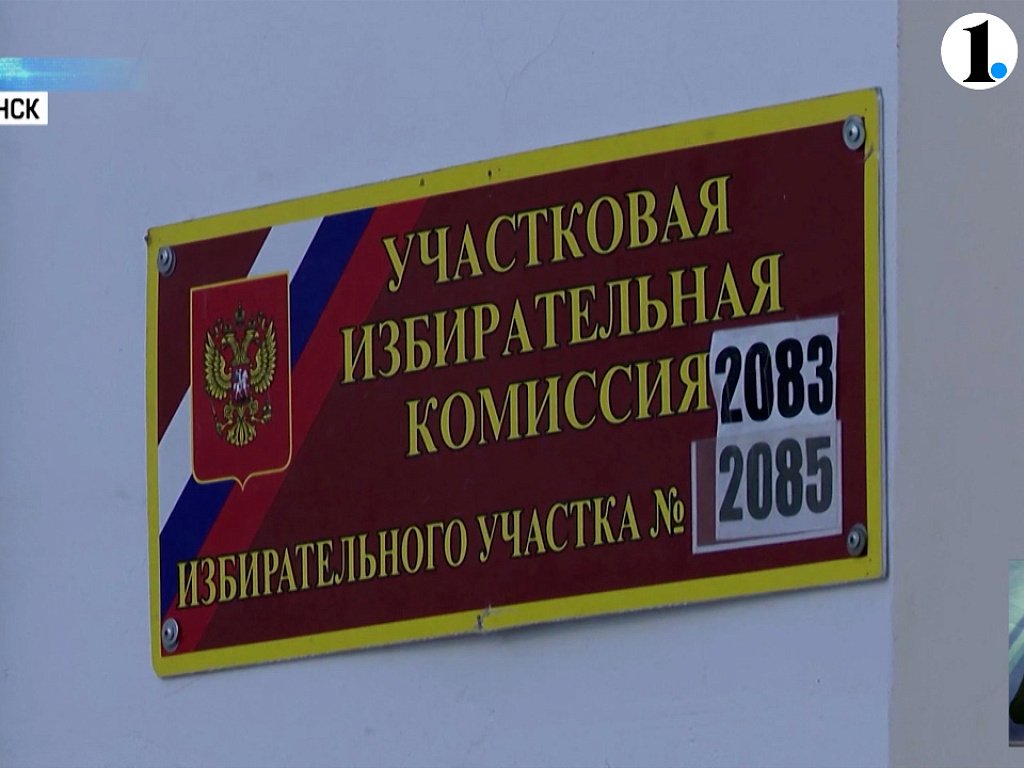 1.
НСК
УЧАСТКОВАЯ
ИЗБИРАТЕЛЬНАЯ
КОМИССИЯ 2083
2085
ИЗБИРАТЕЛЬНОГО УЧАСТКА №